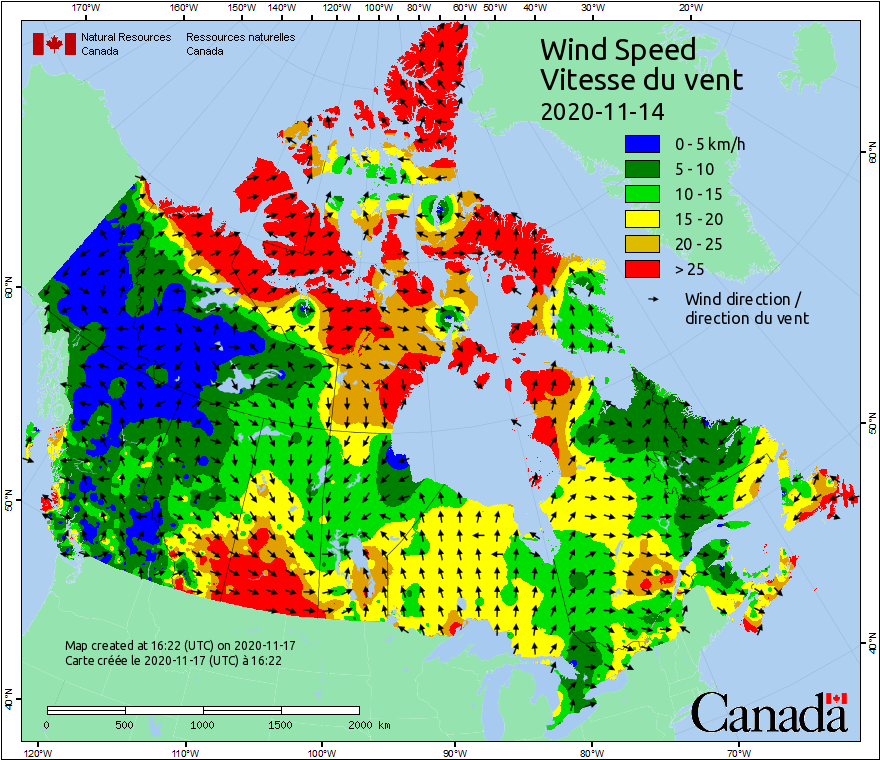 170°W 160°W 150°W 140°W 130°W 120°W 110°W 100°W 90°W 80°W 70°W 60°W 50°W 40°W 30°W 20°W
Natural Resources Ressources naturelles
Canada Canada
Wind Speed
Vitesse du vent
2020-11-14
0 - 5 km/h
5 - 10
10 - 15
15 - 20
20 - 25
> 25
Wind direction /
direction du vent
60°N
60°N
50°N
50°N
40°N
40°N
Map created at 16:22 (UTC) on 2020-11-17
Carte créée le 2020-11-17 (UTC) à 16:22
0 500 1000 1500 2000 km
Canada
120°W 110°W 100°W 90°W 80°W 70°W